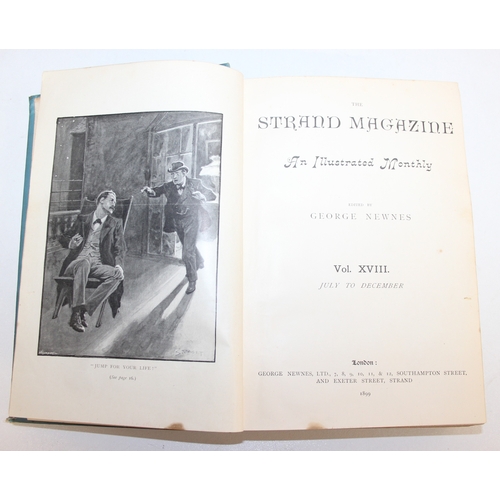 "JUMP FOR YOUR LIFE!"
THE
STRAND MAGAZINE
An Illustrated Monthly
EDITED BY
GEORGE NEWNES
Vol. XVIII.
JULY TO DECEMBER
London:
GEORGE NEWNES, LTD., 7, 8, 9, 10, 11, & 12, SOUTHAMPTON STREET,
AND EXETER STREET, STRAND
1899